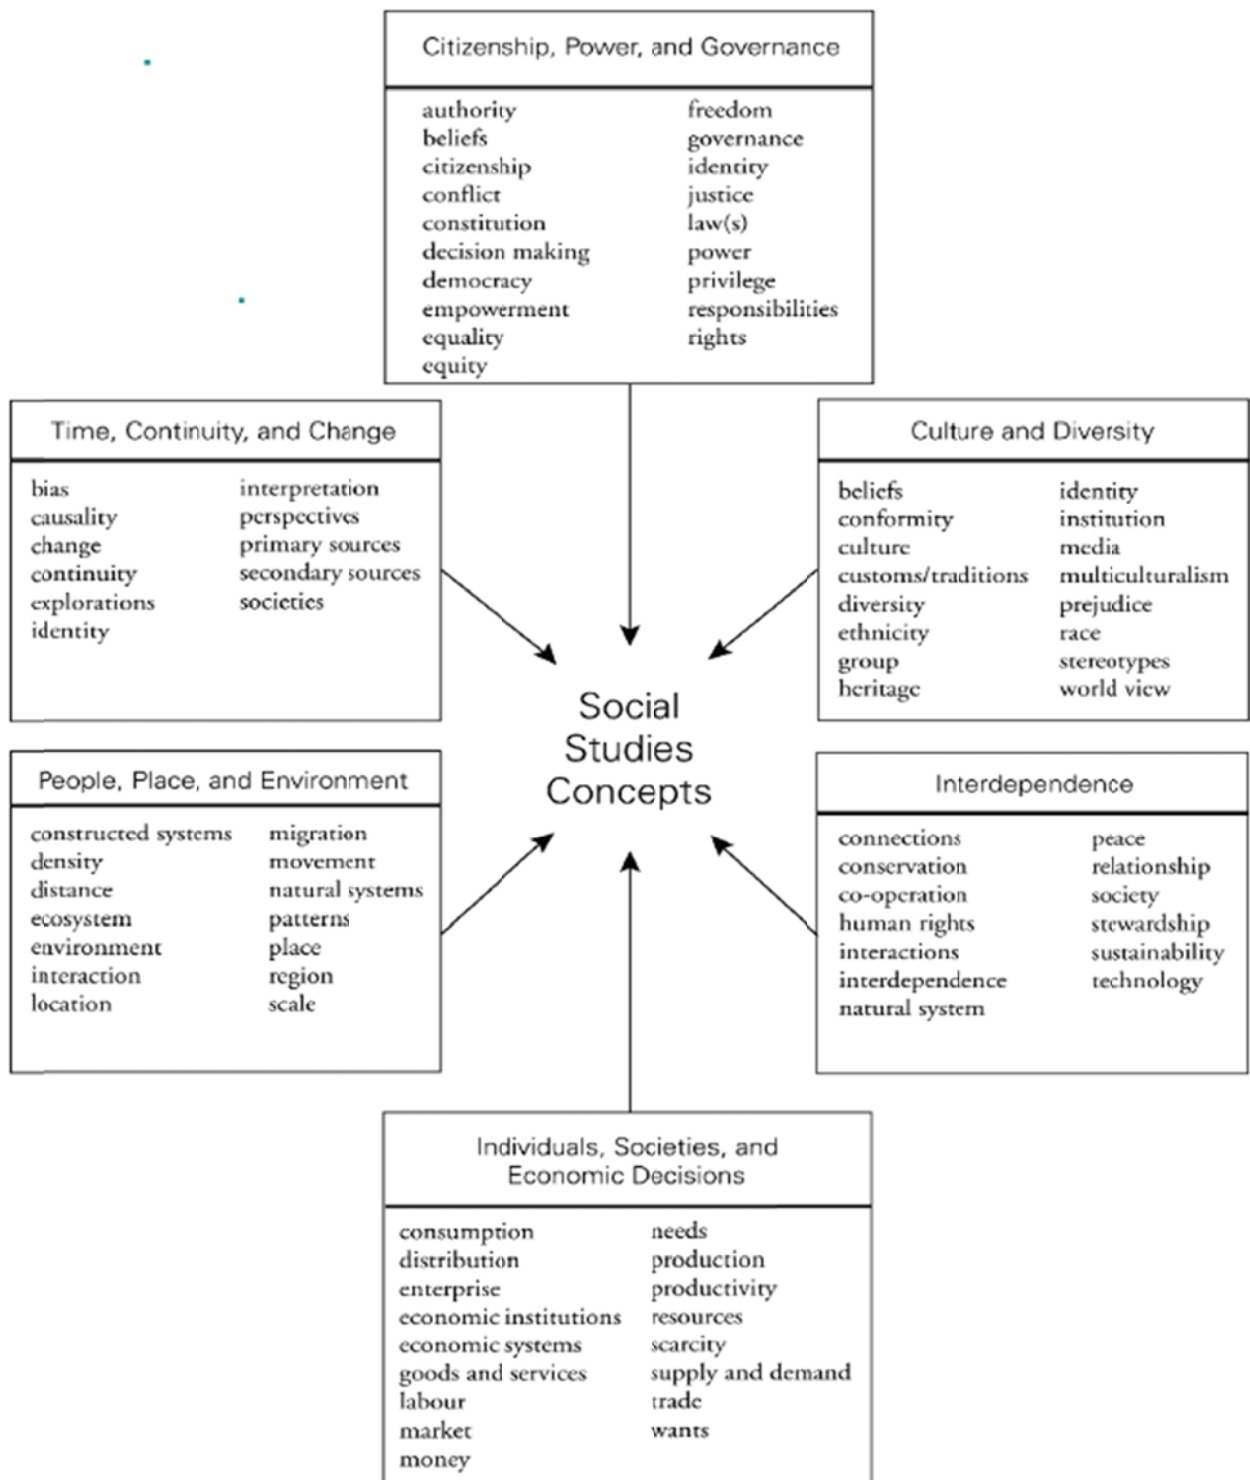 Citizenship, Power, and Governance
authority
beliefs
citizenship
conflict
constitution
decision making
democracy
empowerment
equality
equity
freedom
governance
identity
justice
law(s)
power
privilege
responsibilities
rights
Time, Continuity, and Change
bias
causality
change
continuity
explorations
identity
interpretation
perspectives
primary sources
secondary sources
societies
Culture and Diversity
beliefs
conformity
culture
customs/traditions
diversity
ethnicity
group
heritage
identity
institution
media
multiculturalism
prejudice
race
stereotypes
world view
Social
Studies
Concepts
People, Place, and Environment
constructed systems
density
distance
ecosystem
environment
interaction
location
migration
movement
natural systems
patterns
place
region
scale
Interdependence
connections
conservation
co-operation
human rights
interactions
interdependence
natural system
peace
relationship
society
stewardship
sustainability
technology
Individuals, Societies, and
Economic Decisions
consumption
distribution
enterprise
economic institutions
economic systems
goods and services
labour
market
money
needs
production
productivity
resources
scarcity
supply and demand
trade
wants